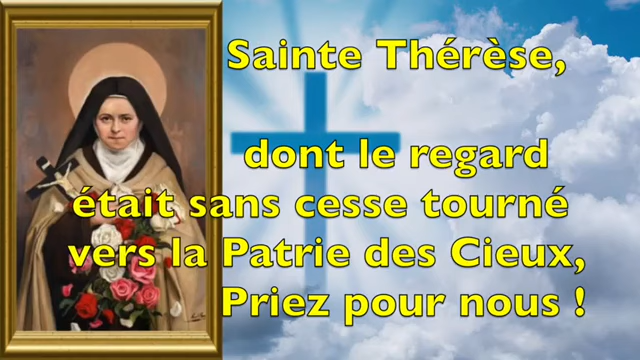 Sainte Thérèse,
dont le regard
était sans cesse tourné
vers la Patrie des Cieux,
Priez pour nous !